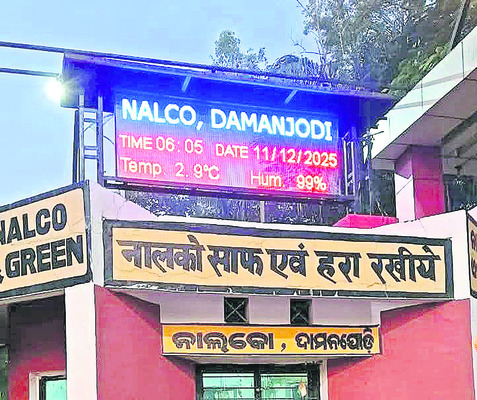 NALCO, DAMANJODI
TIME 06:05 DATE 11/12/2025
Temp 2.9°C Hum 99%
NALCO
& GREEN
नालको साफ एवं हरा रखीये
ନାଲକୋ , ଦାମନଯୋଡ଼ି